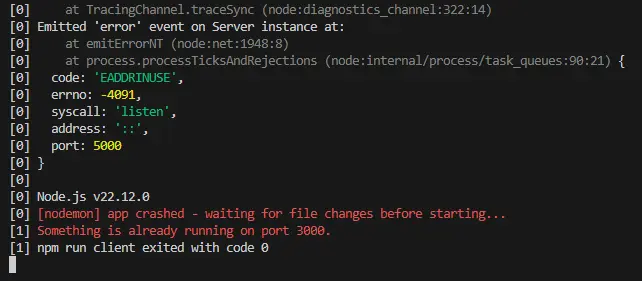 [0]     at TracingChannel.traceSync (node:diagnostics_channel:322:14)
[0] Emitted 'error' event on Server instance at:
[0]     at emitErrorNT (node:net:1948:8)
[0]     at process.processTicksAndRejections (node:internal/process/task_queues:90:21) {
[0]   code: 'EADDRINUSE',
[0]   errno: -4091,
[0]   syscall: 'listen',
[0]   address: '::',
[0]   port: 5000
[0] }
[0]
[0] Node.js v22.12.0
[0] [nodemon] app crashed - waiting for file changes before starting...
[1] Something is already running on port 3000.
[1] npm run client exited with code 0